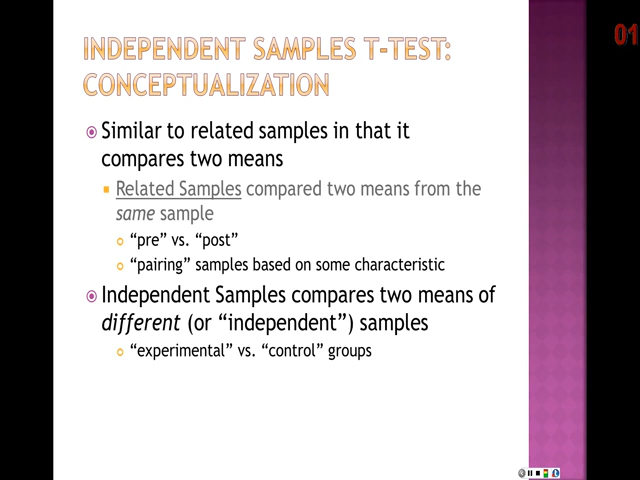 INDEPENDENT SAMPLES T-TEST:
CONCEPTUALIZATION
Similar to related samples in that it
compares two means
Related Samples compared two means from the
same sample
“pre” vs. “post”
“pairing” samples based on some characteristic
Independent Samples compares two means of
different (or “independent”) samples
“experimental” vs. “control” groups
01